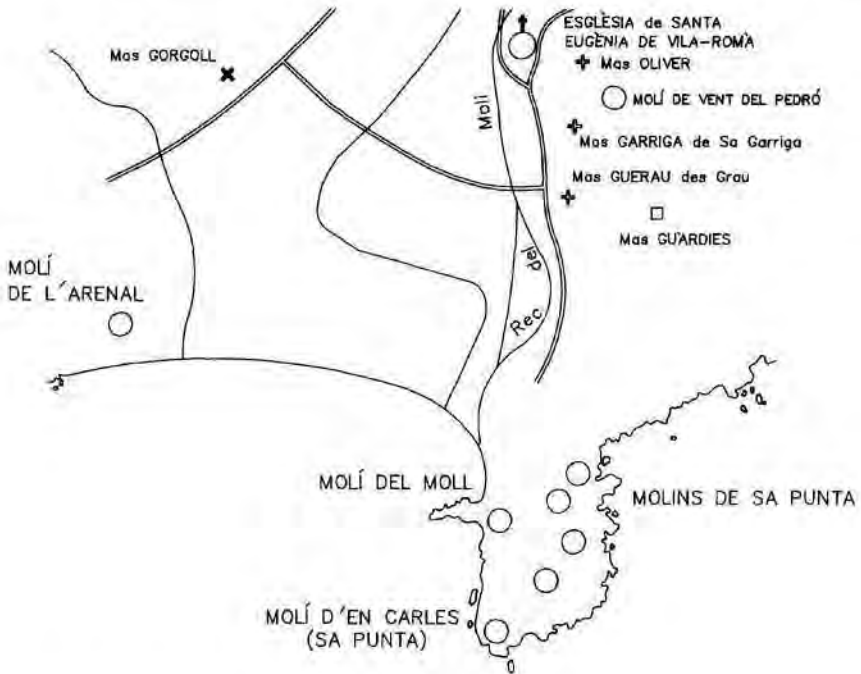 ESGLÈSIA de SANTA
EUGÈNIA DE VILA-ROMÀ
Mas GORGOLL
Mas OLIVER
MOLÍ DE VENT DEL PEDRÓ
Mas GARRIGA de Sa Garriga
Mas GUERAU des Grau
Mas GUÀRDIES
Rec del Molí
MOLÍ
DE L'ARENAL
MOLÍ DEL MOLL
MOLINS DE SA PUNTA
MOLÍ D'EN CARLES
(SA PUNTA)